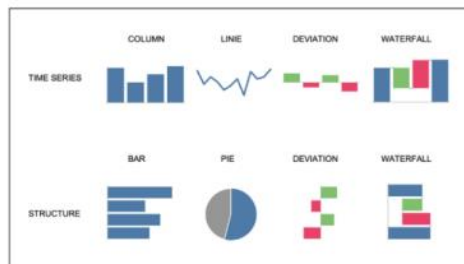 COLUMN LINIE DEVIATION WATERFALL
TIME SERIES
BAR PIE DEVIATION WATERFALL
STRUCTURE